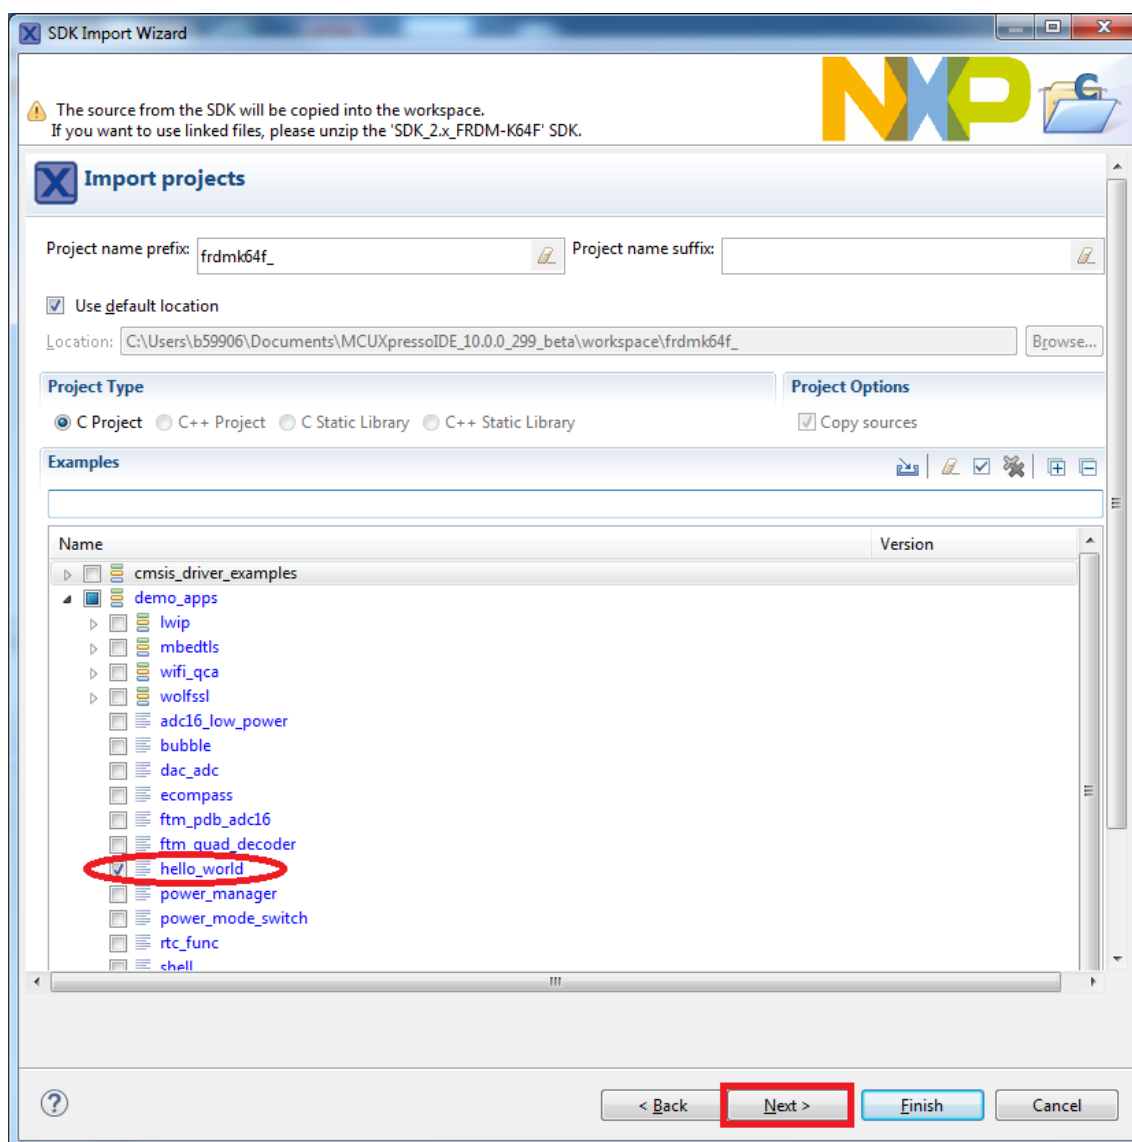 SDK Import Wizard
The source from the SDK will be copied into the workspace.
If you want to use linked files, please unzip the 'SDK_2.x_FRDM-K64F' SDK.
NXP
C
X Import projects
Project name prefix: frdmk64f_ Project name suffix:
Use default location
Location: C:\Users\b59906\Documents\MCUXpressoIDE_10.0.0_299_beta\workspace\frdmk64f_ Browse...
Project Type Project Options
C Project C++ Project C Static Library C++ Static Library Copy sources
Examples
Name Version
cmsis_driver_examples
demo_apps
lwip
mbedtls
wifi_qca
wolfssl
adc16_low_power
bubble
dac_adc
ecompass
ftm_pdb_adc16
ftm_quad_decoder
hello_world
power_manager
power_mode_switch
rtc_func
shell
? < Back Next > Finish Cancel